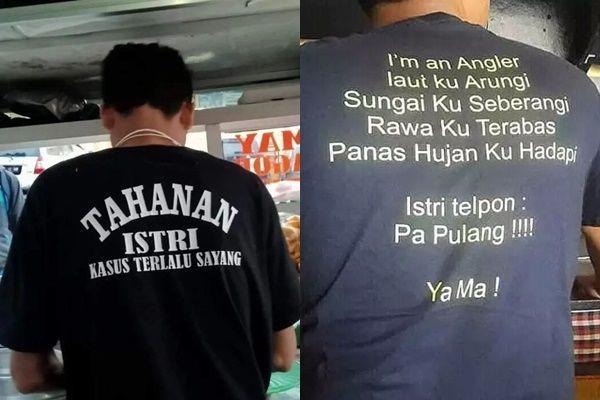 TAHANAN
ISTRI
KASUS TERLALU SAYANG
I'm an Angler
laut ku Arungi
Sungai Ku Seberangi
Rawa Ku Terabas
Panas Hujan Ku Hadapi
Istri telpon :
Pa Pulang !!!!
Ya Ma !